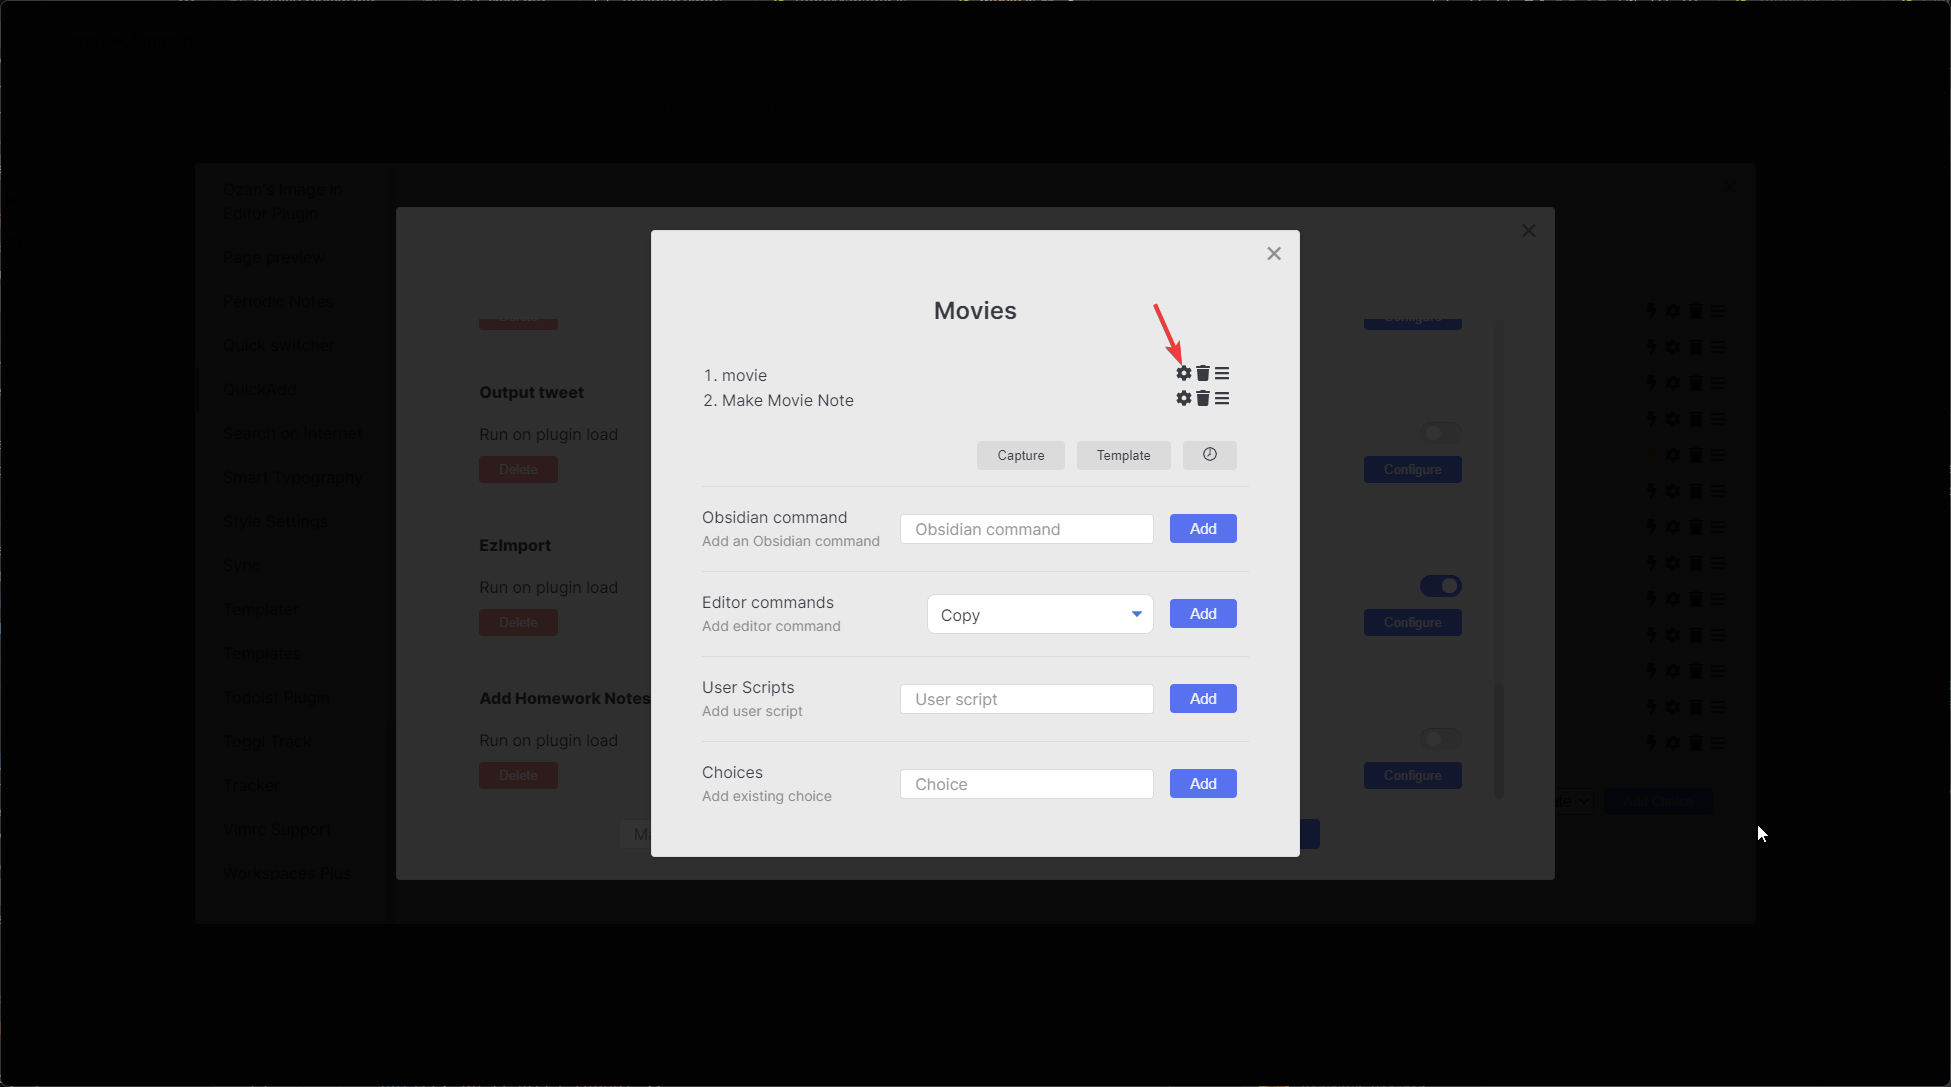 Ozan's Image in
Editor Plugin
Page preview
Periodic Notes
Quick switcher
QuickAdd
Search on Internet
Smart Typography
Style Settings
Sync
Templater
Templates
Todoist Plugin
Toggl Track
Tracker
Vimrc Support
Workspaces Plus
Configure
Output tweet
Run on plugin load
Delete
Configure
EzImport
Run on plugin load
Delete
Configure
Add Homework Notes
Run on plugin load
Delete
Configure
Add Choice
Movies
1. movie
2. Make Movie Note
Capture
Template
Obsidian command
Add an Obsidian command
Obsidian command
Add
Editor commands
Add editor command
Copy
Add
User Scripts
Add user script
User script
Add
Choices
Add existing choice
Choice
Add